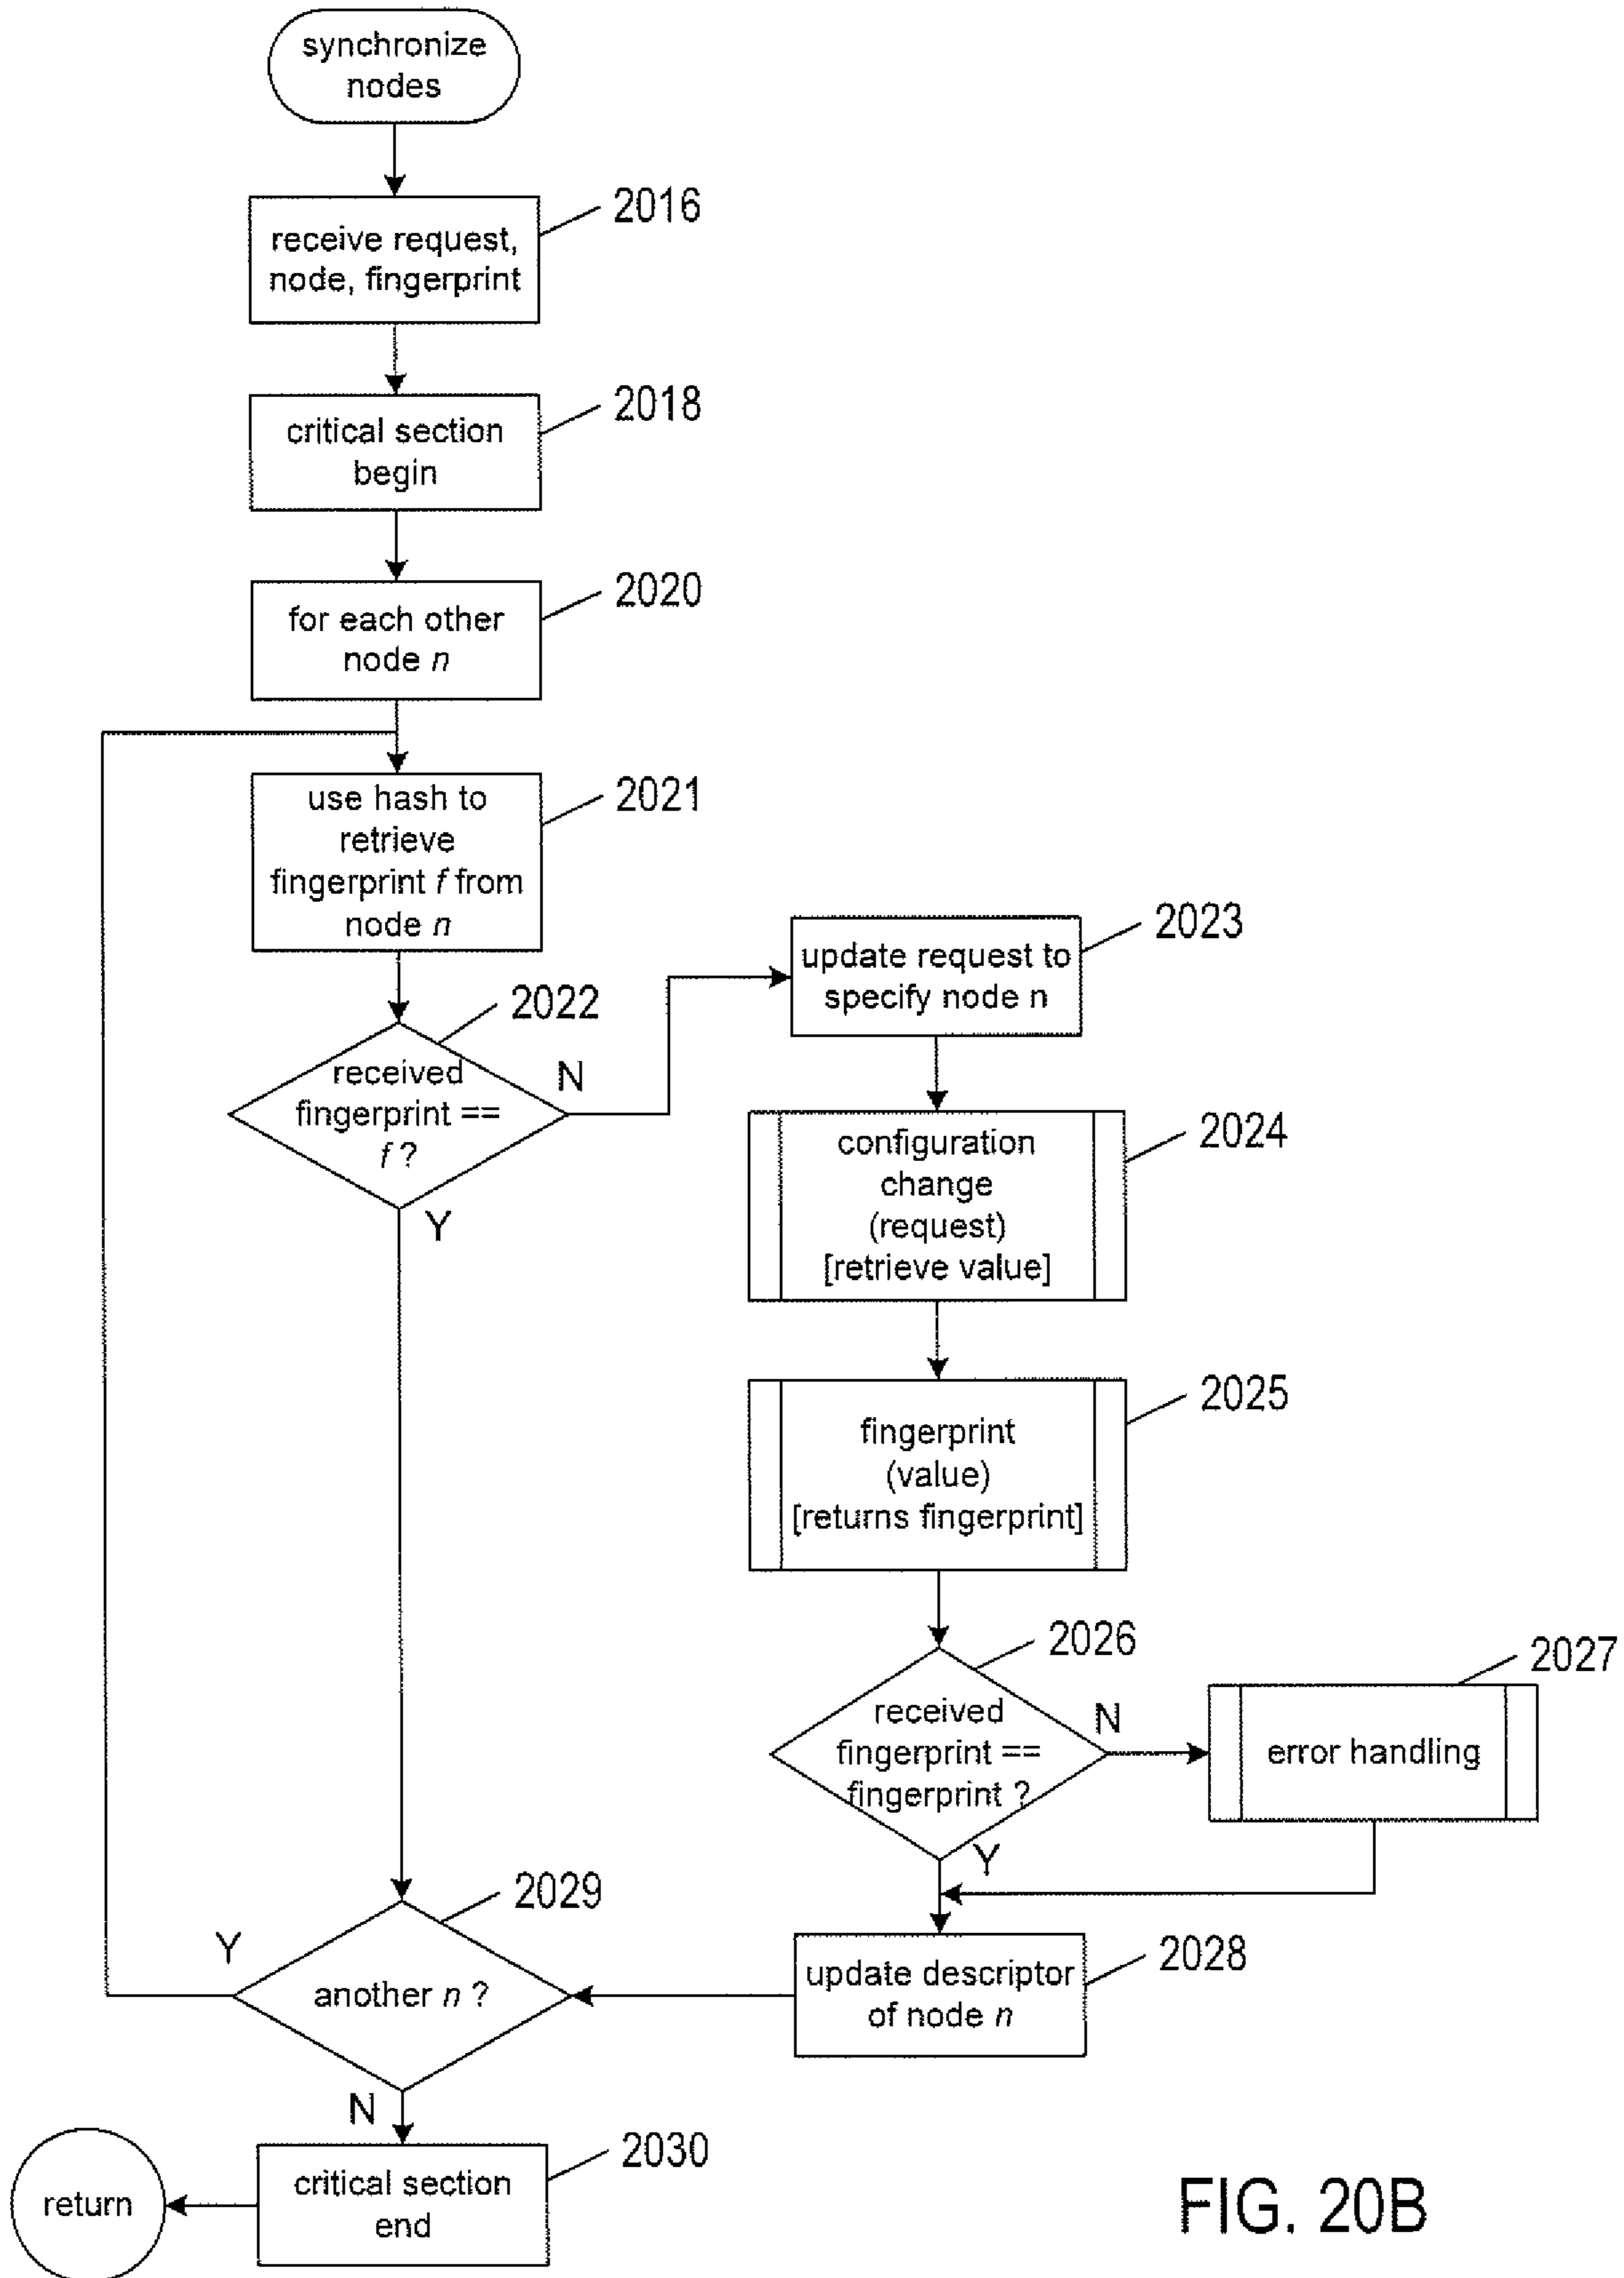 synchronize
nodes
2016
receive request,
node, fingerprint
2018
critical section
begin
2020
for each other
node n
2021
use hash to
retrieve
fingerprint f from
node n
2022
received
fingerprint ==
f ?
N
Y
2023
update request to
specify node n
2024
configuration
change
(request)
[retrieve value]
2025
fingerprint
(value)
[returns fingerprint]
2026
received
fingerprint ==
fingerprint ?
N
Y
2027
error handling
2028
update descriptor
of node n
2029
another n ?
Y
N
2030
critical section
end
return
FIG. 20B